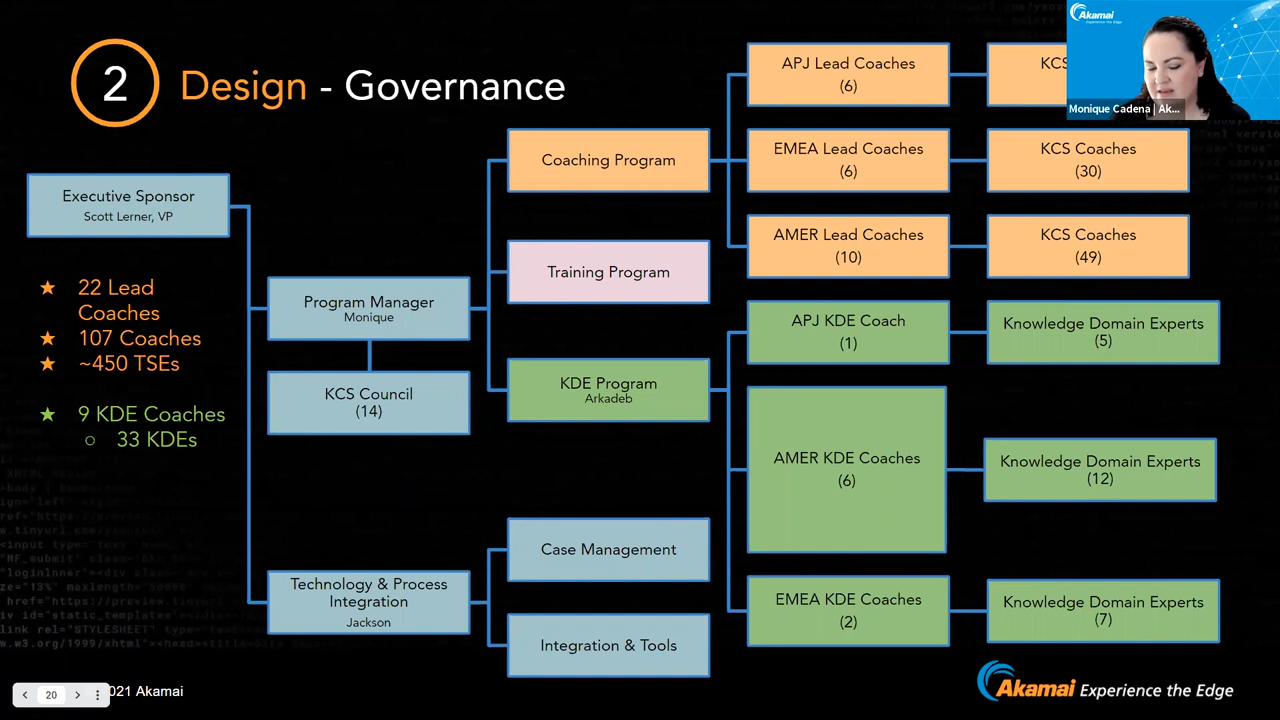 2
Design - Governance
Akamai
Experience the Edge
Monique Cadena | Ak...
Executive Sponsor
Scott Lerner, VP
★ 22 Lead
Coaches
★ 107 Coaches
★ ~450 TSEs
★ 9 KDE Coaches
○ 33 KDEs
Program Manager
Monique
KCS Council
(14)
Technology & Process
Integration
Jackson
Coaching Program
Training Program
KDE Program
Arkadeb
Case Management
Integration & Tools
APJ Lead Coaches
(6)
KCS
EMEA Lead Coaches
(6)
KCS Coaches
(30)
AMER Lead Coaches
(10)
KCS Coaches
(49)
APJ KDE Coach
(1)
Knowledge Domain Experts
(5)
AMER KDE Coaches
(6)
Knowledge Domain Experts
(12)
EMEA KDE Coaches
(2)
Knowledge Domain Experts
(7)
20
2021 Akamai
Akamai Experience the Edge